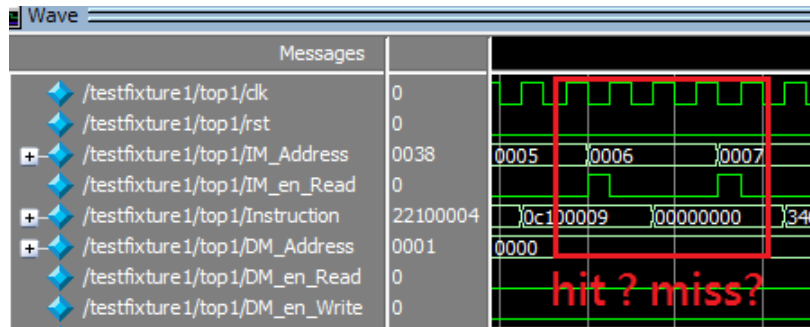 Wave
Messages
/testfixture1/top1/clk 0
/testfixture1/top1/rst 0
/testfixture1/top1/IM_Address 0038 0005 0006 0007
/testfixture1/top1/IM_en_Read 0
/testfixture1/top1/Instruction 22100004 0c100009 00000000
/testfixture1/top1/DM_Address 0001 0000
/testfixture1/top1/DM_en_Read 0
/testfixture1/top1/DM_en_Write 0
hit ? miss?